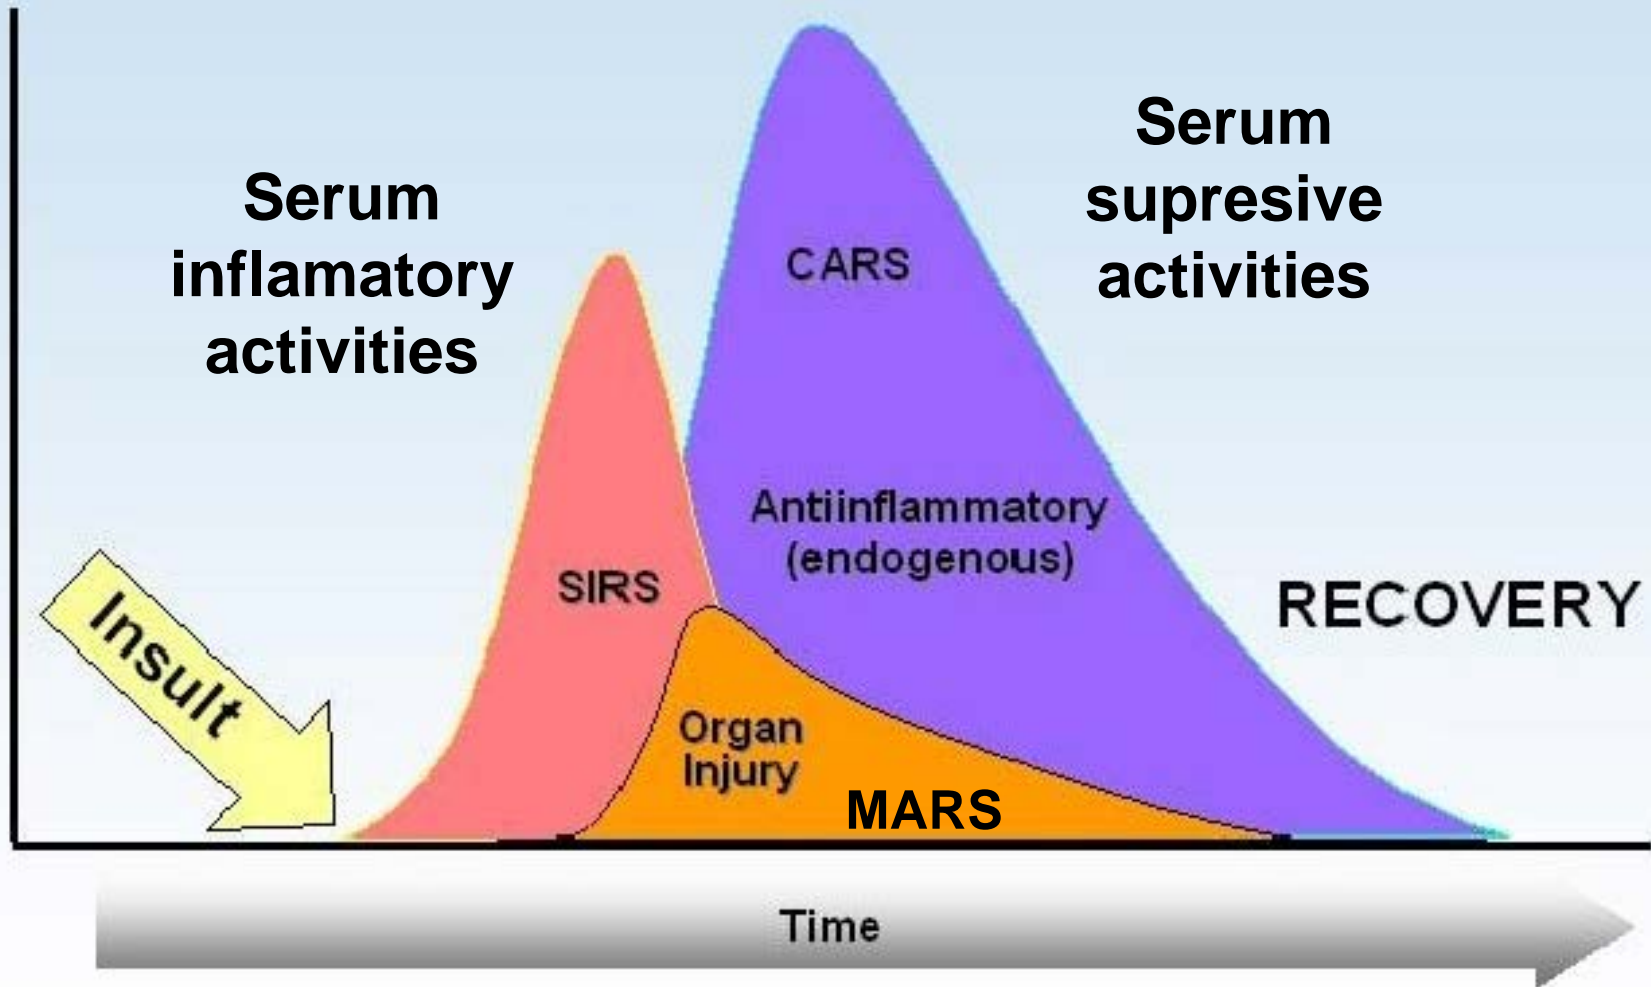 Serum
inflamatory
activities
Serum
supresive
activities
CARS
Antiinflammatory
(endogenous)
SIRS
Insult
RECOVERY
Organ
Injury
MARS
Time